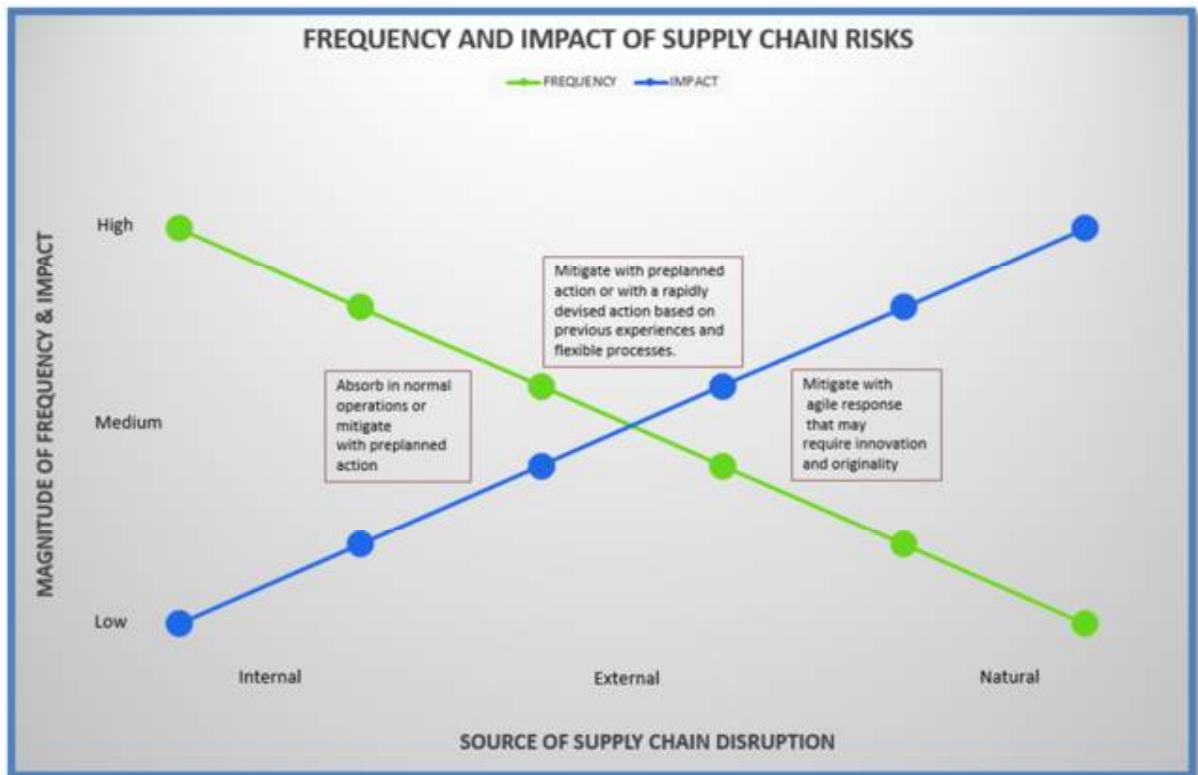 FREQUENCY AND IMPACT OF SUPPLY CHAIN RISKS
FREQUENCY
IMPACT
MAGNITUDE OF FREQUENCY & IMPACT
High
Medium
Low
Absorb in normal
operations or
mitigate
with preplanned
action
Mitigate with preplanned
action or with a rapidly
devised action based on
previous experiences and
flexible processes.
Mitigate with
agile response
that may
require innovation
and originality
Internal
External
Natural
SOURCE OF SUPPLY CHAIN DISRUPTION